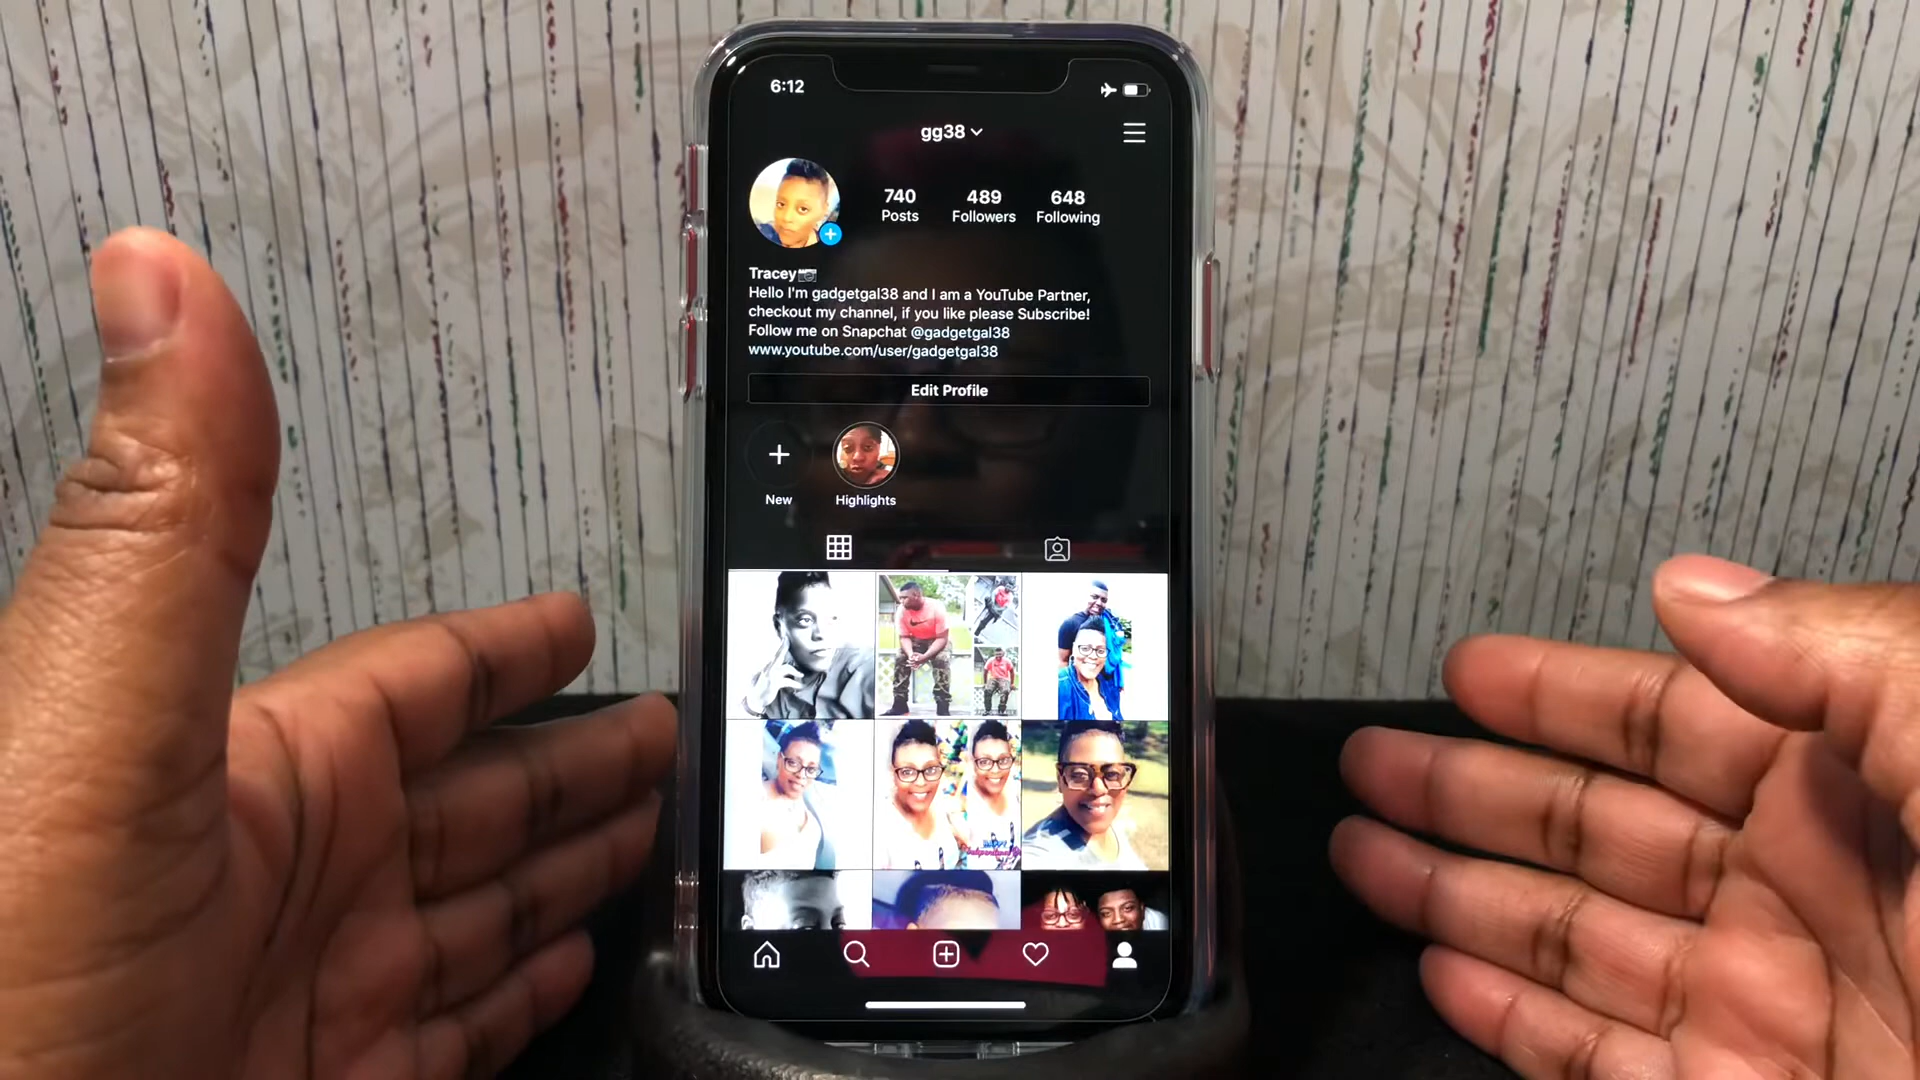 6:12
gg38
740
489
648
Posts
Followers
Following
Tracey
Hello I'm gadgetgal38 and I am a YouTube Partner,
checkout my channel, if you like please Subscribe!
Follow me on Snapchat @gadgetgal38
www.youtube.com/user/gadgetgal38
Edit Profile
New
Highlights
HAPPY
Independence